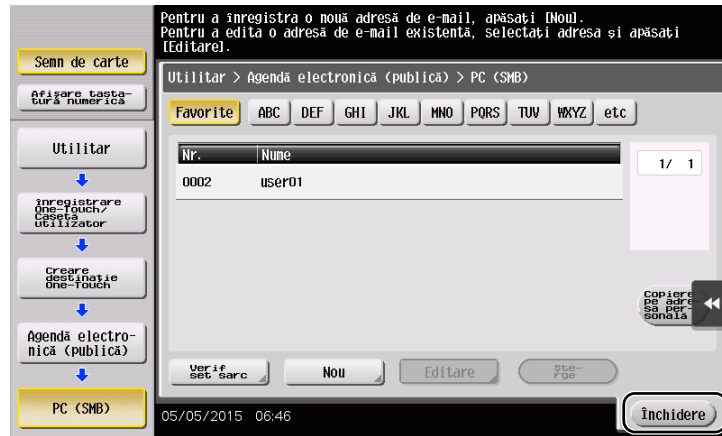 Pentru a înregistra o nouă adresă de e-mail, apăsați [Nou].
Pentru a edita o adresă de e-mail existentă, selectați adresa și apăsați
[Editare].
Semn de carte
Afișare tasta-
tură numerică
Utilitar
înregistrare
One-Touch/
Casetă
utilizator
Creare
destinație
One-Touch
Agendă electro-
nică (publică)
PC (SMB)
Utilitar > Agendă electronică (publică) > PC (SMB)
Favorite ABC DEF GHI JKL MNO PQRS TUV WXYZ etc
Nr. Nume
1/ 1
0002 user01
Copiere
pe adre-
sa per-
sonală
Verif
set sarc
Nou
Editare
Şte-
rge
05/05/2015 06:46
Închidere